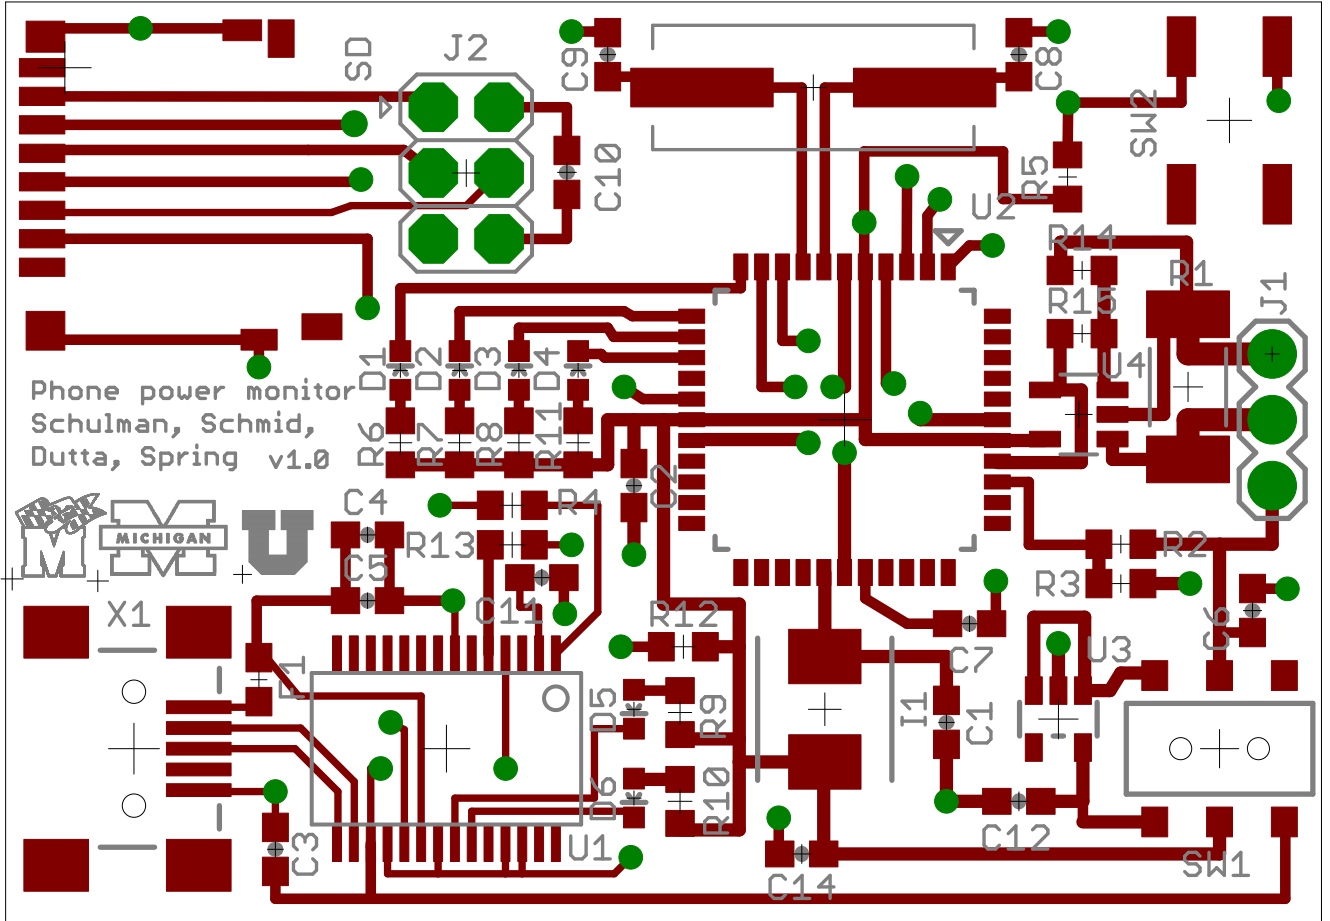 SD
J2
C9
C8
SW2
C10
R5
U2
R14
R1
J1
R15
U4
D1
D2
D3
D4
Phone power monitor
Schulman, Schmid,
Dutta, Spring v1.0
R6
R7
R8
R11
C2
C4
R4
M
MICHIGAN
U
R13
R2
C5
R3
X1
C11
R12
C6
F1
C7
U3
D5
R9
I1
C1
D6
R10
C3
U1
C12
C14
SW1